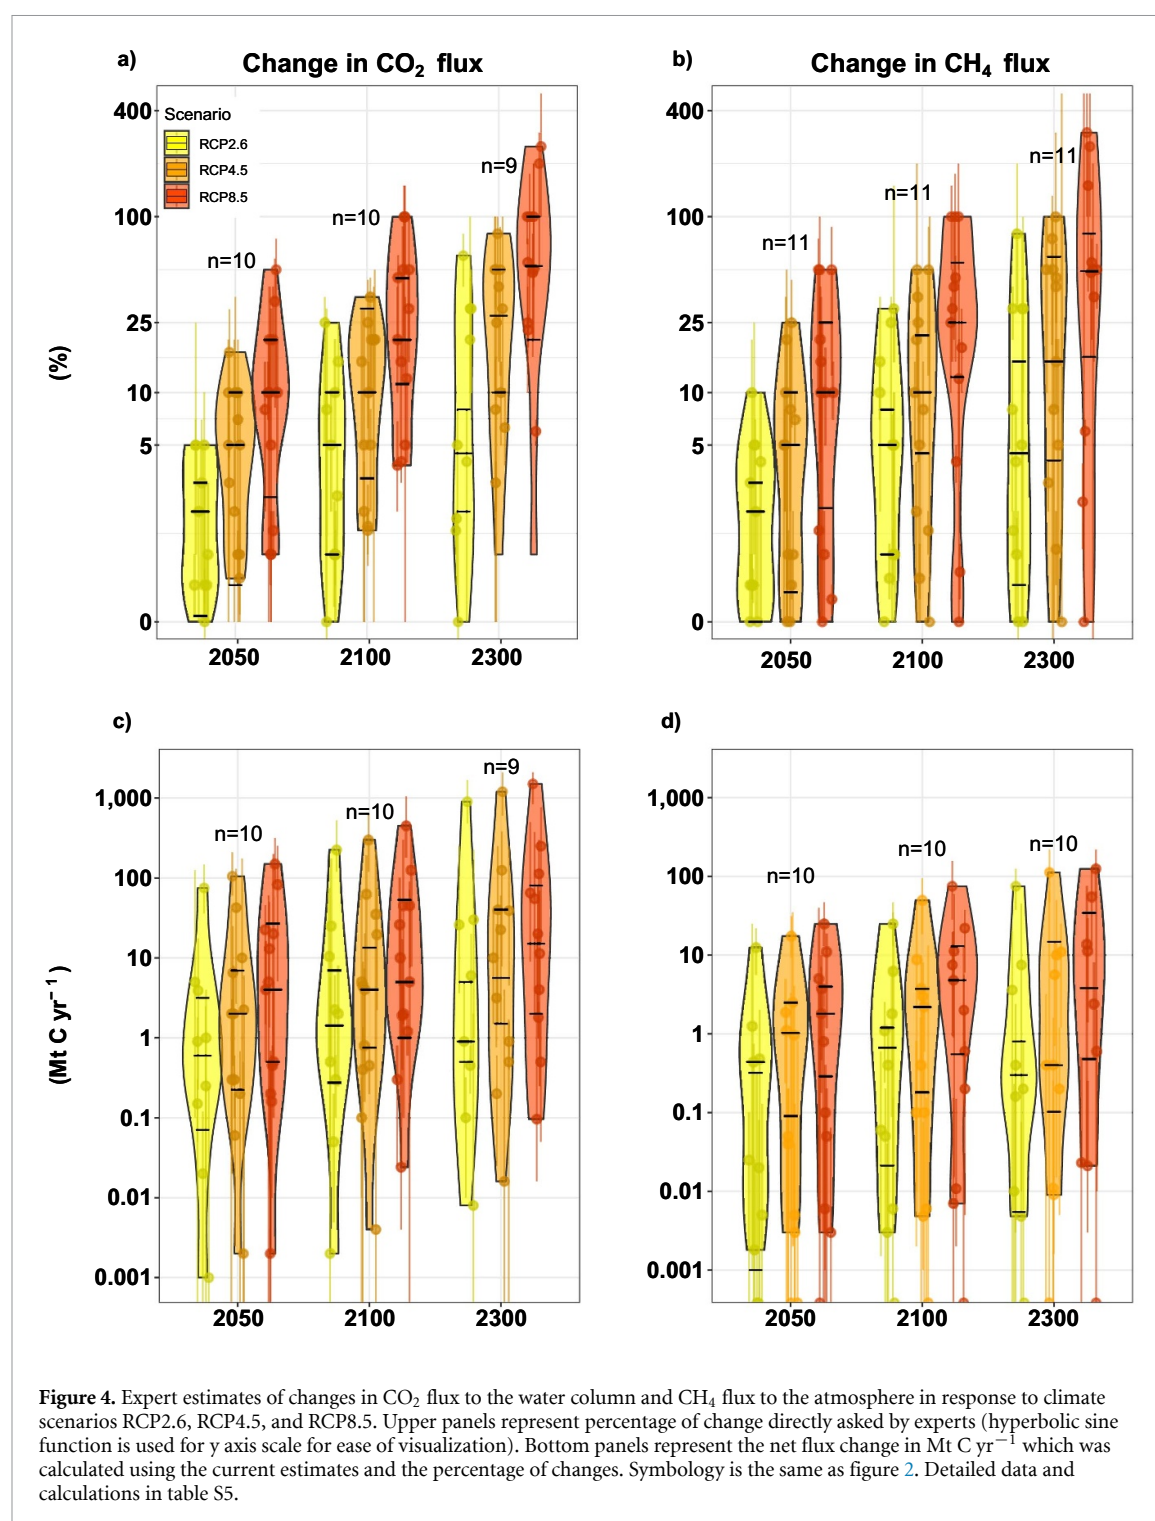 a) Change in CO₂ flux
b) Change in CH₄ flux
400
100
25
10
5
0
(%)
Scenario
RCP2.6
RCP4.5
RCP8.5
n=10
n=10
n=9
2050 2100 2300
400
100
25
10
5
0
n=11
n=11
n=11
2050 2100 2300
c)
d)
1,000
100
10
1
0.1
0.01
0.001
(Mt C yr⁻¹)
n=10
n=10
n=9
2050 2100 2300
1,000
100
10
1
0.1
0.01
0.001
n=10
n=10
n=10
2050 2100 2300
Figure 4. Expert estimates of changes in CO₂ flux to the water column and CH₄ flux to the atmosphere in response to climate
scenarios RCP2.6, RCP4.5, and RCP8.5. Upper panels represent percentage of change directly asked by experts (hyperbolic sine
function is used for y axis scale for ease of visualization). Bottom panels represent the net flux change in Mt C yr⁻¹ which was
calculated using the current estimates and the percentage of changes. Symbology is the same as figure 2. Detailed data and
calculations in table S5.